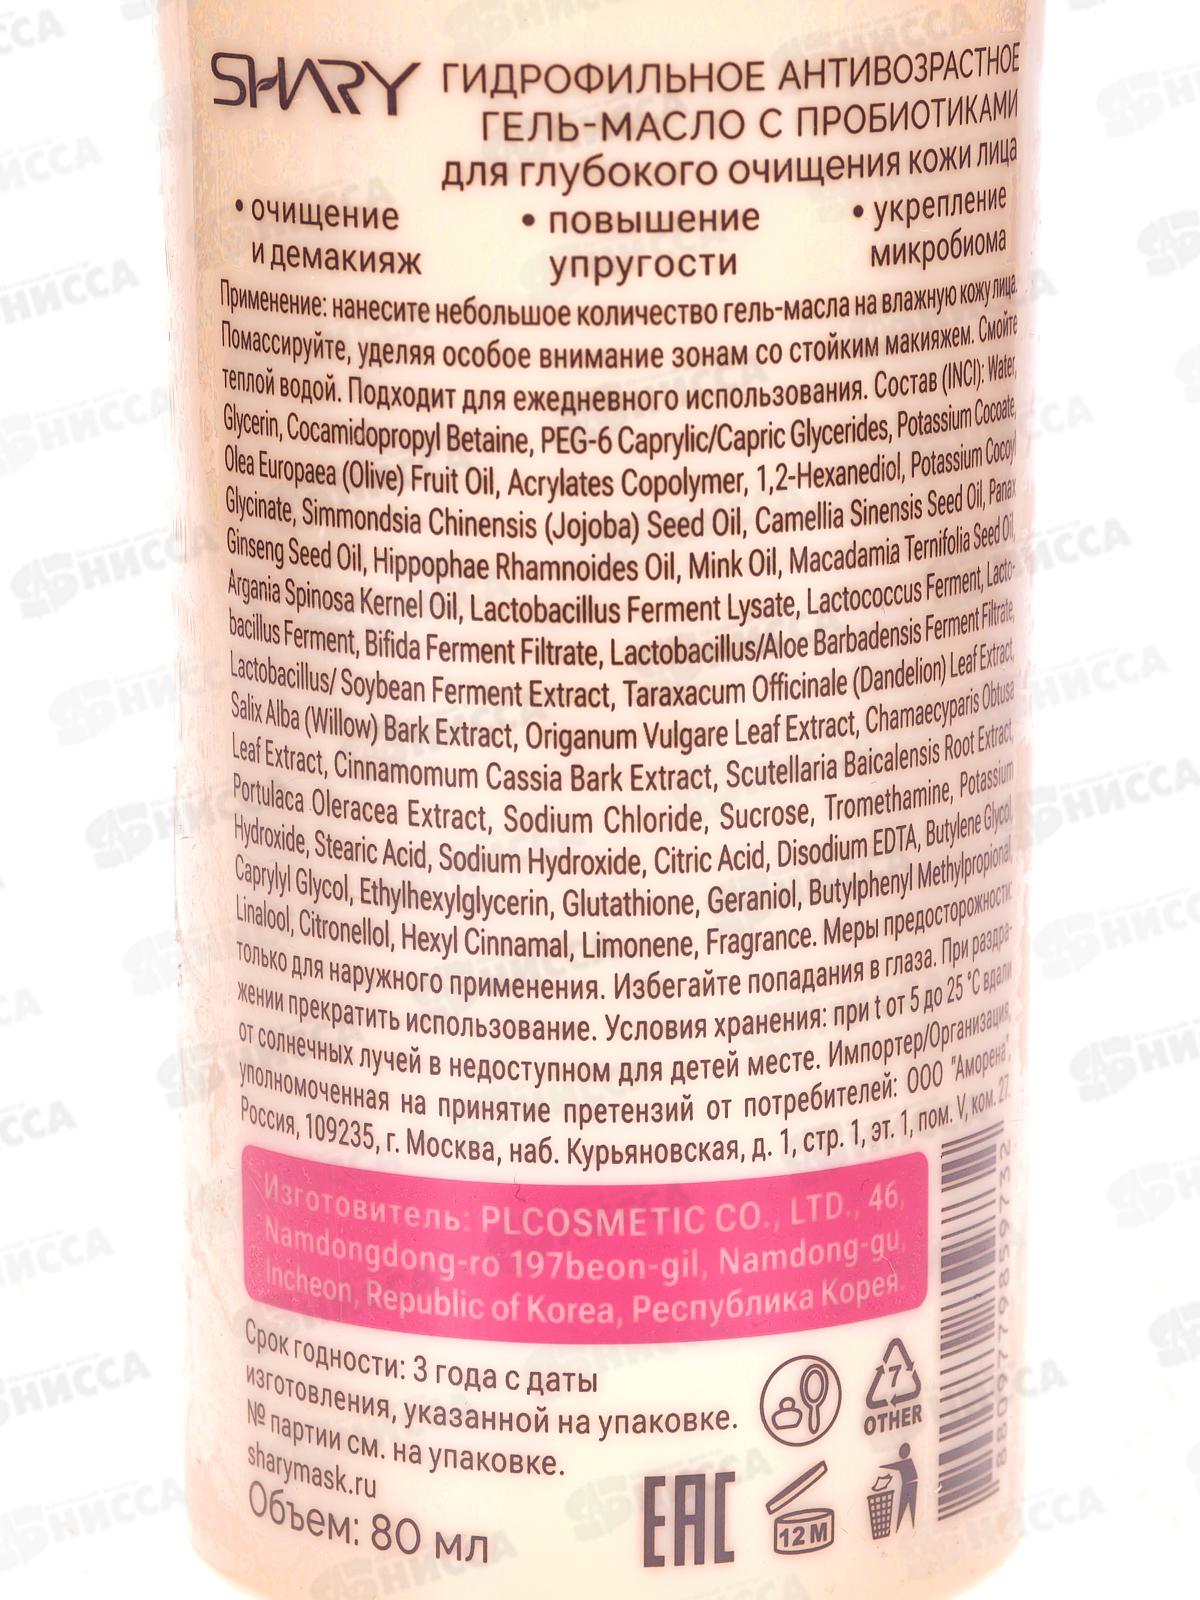 SHARY ГИДРОФИЛЬНОЕ АНТИВОЗРАСТНОЕ
ГЕЛЬ-МАСЛО С ПРОБИОТИКАМИ
для глубокого очищения кожи лица
• очищение • повышение • укрепление
и демакияж упругости микробиома
Применение: нанесите небольшое количество гель-масла на влажную кожу лица.
Помассируйте, уделяя особое внимание зонам со стойким макияжем. Смойте
теплой водой. Подходит для ежедневного использования. Состав (INCI): Water,
Glycerin, Cocamidopropyl Betaine, PEG-6 Caprylic/Capric Glycerides, Potassium Cocoate,
Olea Europaea (Olive) Fruit Oil, Acrylates Copolymer, 1,2-Hexanediol, Potassium Cocoyl
Glycinate, Simmondsia Chinensis (Jojoba) Seed Oil, Camellia Sinensis Seed Oil, Panax
Ginseng Seed Oil, Hippophae Rhamnoides Oil, Mink Oil, Macadamia Ternifolia Seed Oil,
Argania Spinosa Kernel Oil, Lactobacillus Ferment Lysate, Lactococcus Ferment, Lacto-
bacillus Ferment, Bifida Ferment Filtrate, Lactobacillus/Aloe Barbadensis Ferment Filtrate,
Lactobacillus/ Soybean Ferment Extract, Taraxacum Officinale (Dandelion) Leaf Extract,
Salix Alba (Willow) Bark Extract, Origanum Vulgare Leaf Extract, Chamaecyparis Obtusa
Leaf Extract, Cinnamomum Cassia Bark Extract, Scutellaria Baicalensis Root Extract,
Portulaca Oleracea Extract, Sodium Chloride, Sucrose, Tromethamine, Potassium
Hydroxide, Stearic Acid, Sodium Hydroxide, Citric Acid, Disodium EDTA, Butylene Glycol,
Caprylyl Glycol, Ethylhexylglycerin, Glutathione, Geraniol, Butylphenyl Methylpropional,
Linalool, Citronellol, Hexyl Cinnamal, Limonene, Fragrance. Меры предосторожности:
только для наружного применения. Избегайте попадания в глаза. При раздра-
жении прекратить использование. Условия хранения: при t от 5 до 25 °С вдали
от солнечных лучей в недоступном для детей месте. Импортер/Организация,
уполномоченная на принятие претензий от потребителей: ООО "Аморена",
Россия, 109235, г. Москва, наб. Курьяновская, д. 1, стр. 1, эт. 1, пом. V, ком. 27.
Изготовитель: PLCOSMETIC CO., LTD., 46,
Namdongdong-ro 197beon-gil, Namdong-gu,
Incheon, Republic of Korea, Республика Корея.
Срок годности: 3 года с даты
изготовления, указанной на упаковке.
№ партии см. на упаковке.
sharymask.ru
Объем: 80 мл
7
OTHER
EAC
12M
8809779859732
НИССА